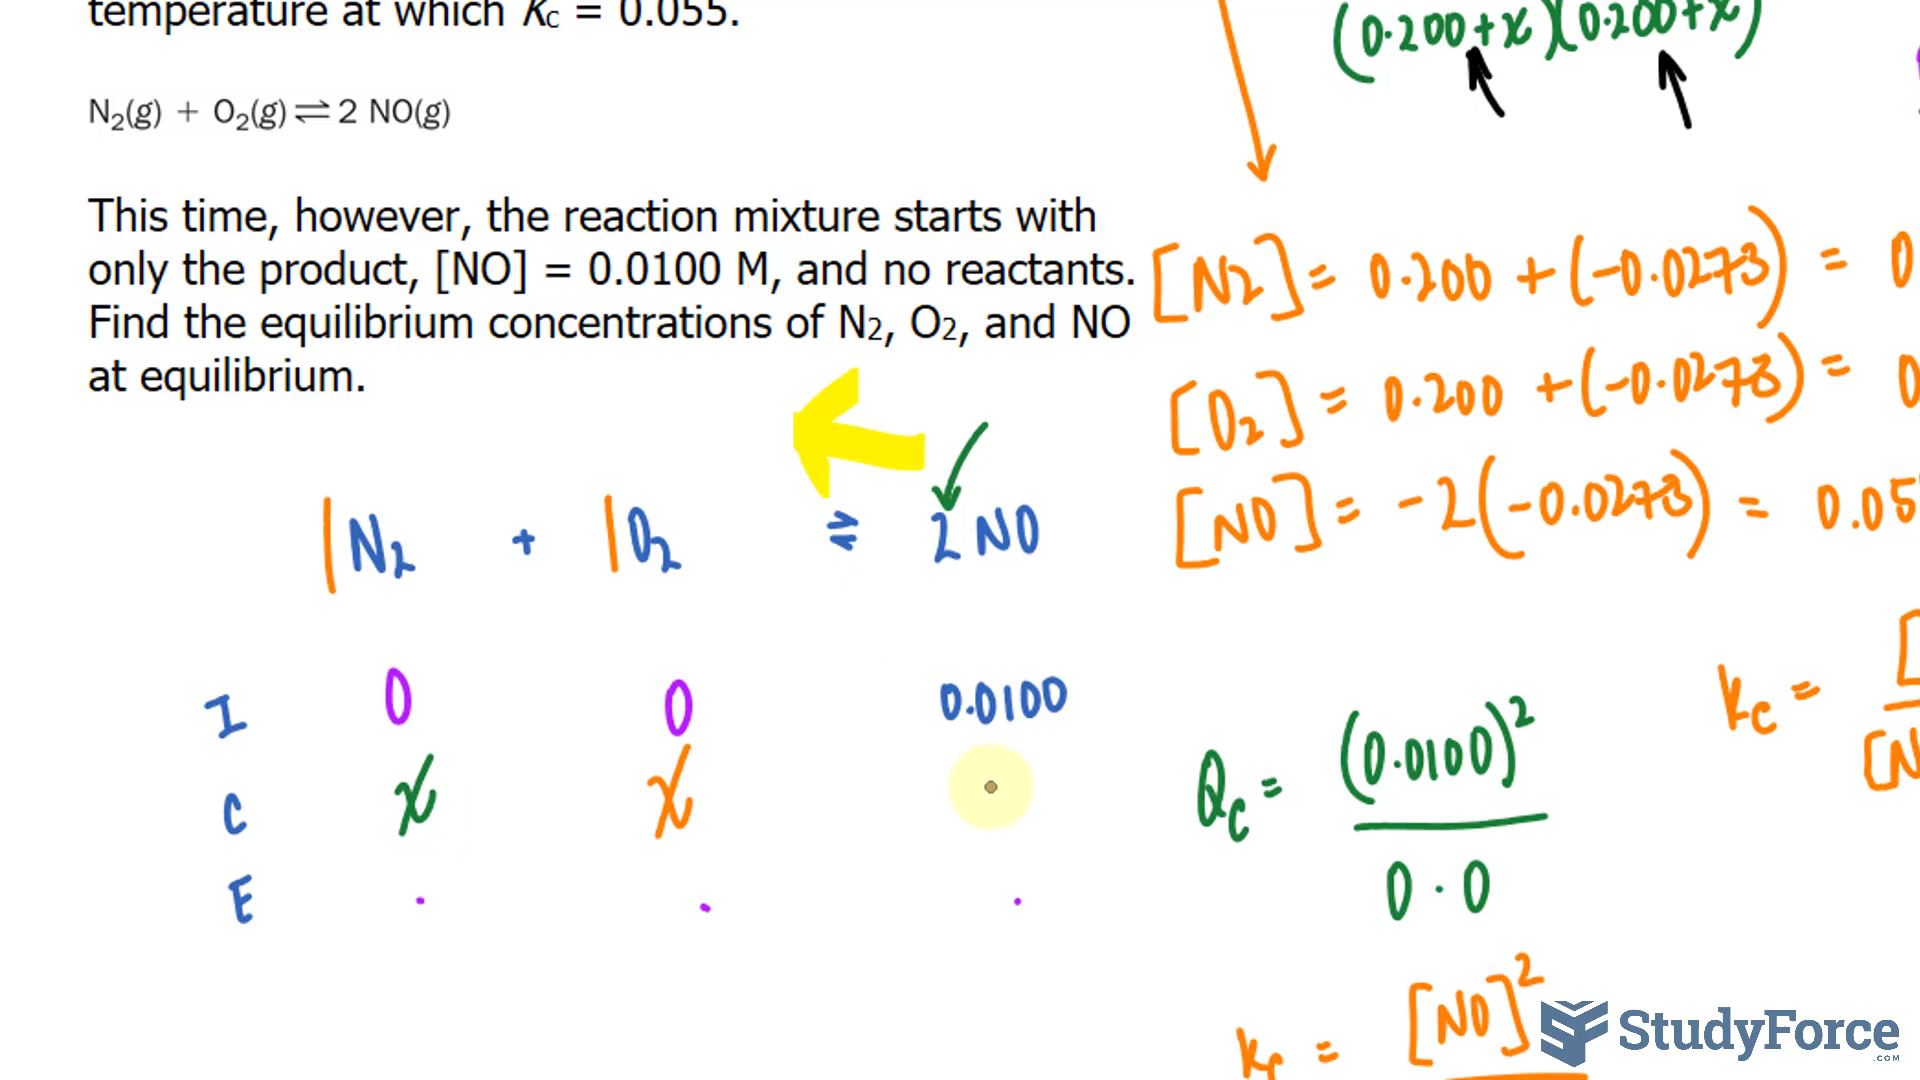 temperature at which Kc = 0.055.
N₂(g) + O₂(g) ⇌ 2 NO(g)
This time, however, the reaction mixture starts with
only the product, [NO] = 0.0100 M, and no reactants.
Find the equilibrium concentrations of N₂, O₂, and NO
at equilibrium.
1N₂ + 1O₂ ⇌ 2NO
I 0 0 0.0100
C x x
E . . .
(0.200+x)(0.200+x)
[N2] = 0.200 + (-0.0273) = 0
[O₂] = 0.200 + (-0.0273) = 0
[NO] = -2(-0.0273) = 0.05
Qc = (0.0100)²
0 · 0
kc =
[N
kc = [NO]²
StudyForce
.COM